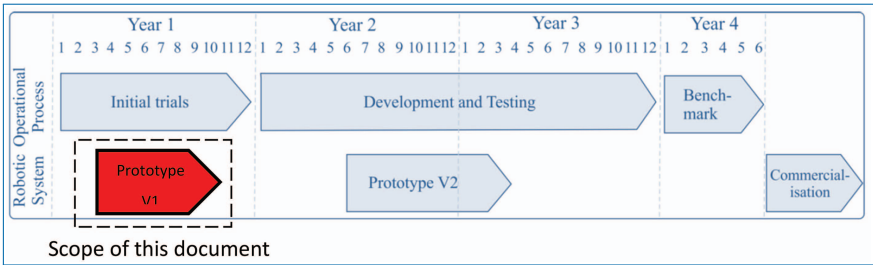 Year 1 Year 2 Year 3 Year 4
1 2 3 4 5 6 7 8 9 10 11 12 1 2 3 4 5 6 7 8 9 10 11 12 1 2 3 4 5 6 7 8 9 10 11 12 1 2 3 4 5 6
Operational
Process
Initial trials
Development and Testing
Bench-
mark
Robotic
System
Prototype
V1
Prototype V2
Commercial-
isation
Scope of this document